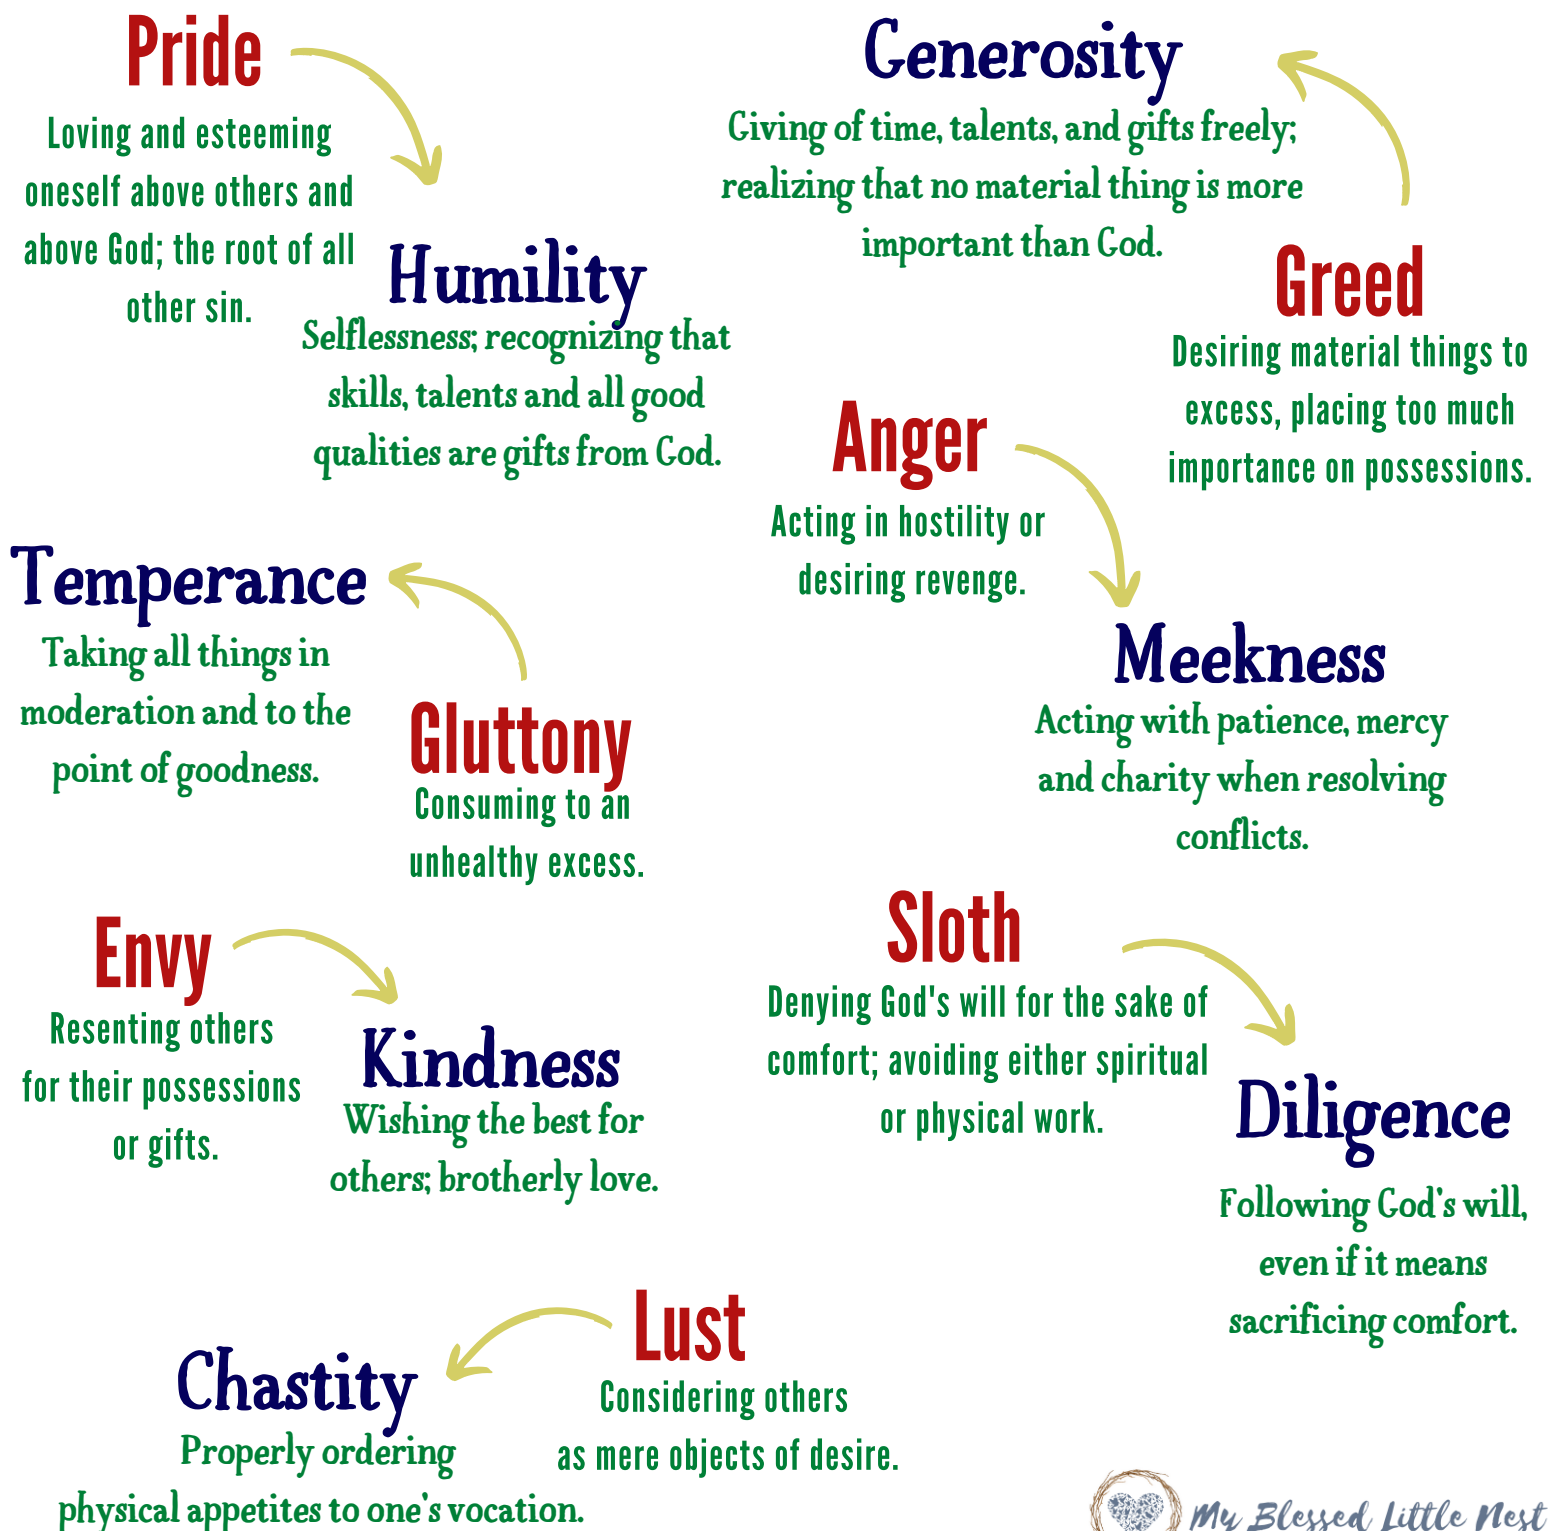 Pride
Loving and esteeming
oneself above others and
above God; the root of all
other sin.
Humility
Selflessness; recognizing that
skills, talents and all good
qualities are gifts from God.
Generosity
Giving of time, talents, and gifts freely;
realizing that no material thing is more
important than God.
Greed
Desiring material things to
excess, placing too much
importance on possessions.
Anger
Acting in hostility or
desiring revenge.
Meekness
Acting with patience, mercy
and charity when resolving
conflicts.
Temperance
Taking all things in
moderation and to the
point of goodness.
Gluttony
Consuming to an
unhealthy excess.
Envy
Resenting others
for their possessions
or gifts.
Kindness
Wishing the best for
others; brotherly love.
Sloth
Denying God's will for the sake of
comfort; avoiding either spiritual
or physical work.
Diligence
Following God's will,
even if it means
sacrificing comfort.
Lust
Considering others
as mere objects of desire.
Chastity
Properly ordering
physical appetites to one's vocation.
My Blessed Little Nest